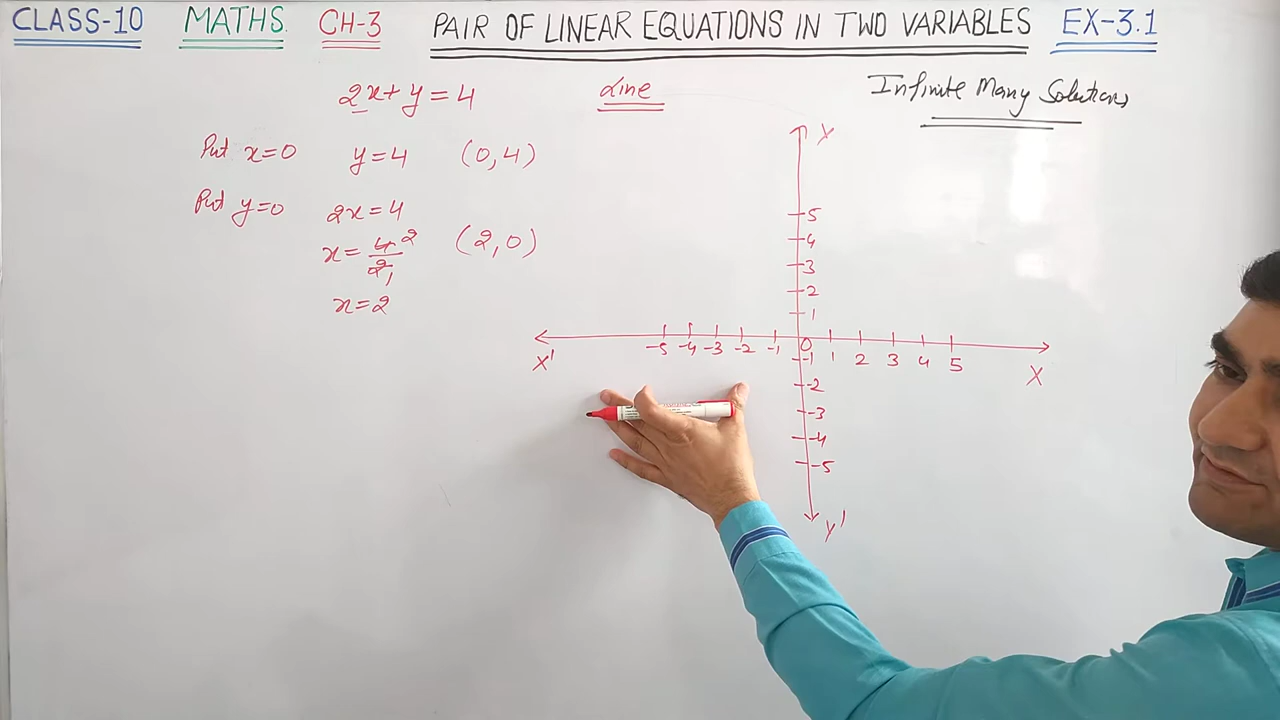 CLASS-10 MATHS CH-3 PAIR OF LINEAR EQUATIONS IN TWO VARIABLES EX-3.1
2x+y=4 Line Infinite Many Solutions
Put x=0 y=4 (0,4)
Put y=0 2x=4
x=4/2 2 1 (2,0)
x=2
Y
5
4
3
2
1
-5 -4 -3 -2 -1 0 1 2 3 4 5
X' X
-1
-2
-3
-4
-5
Y'